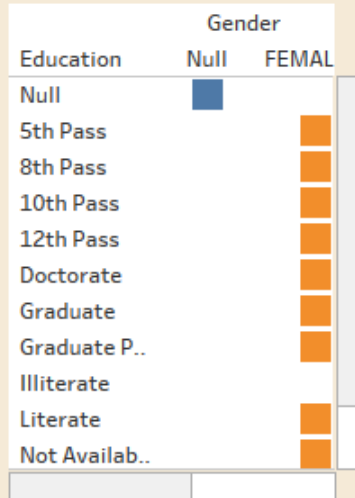 Gender
Education Null FEMAL
Null
5th Pass
8th Pass
10th Pass
12th Pass
Doctorate
Graduate
Graduate P..
Illiterate
Literate
Not Availab..